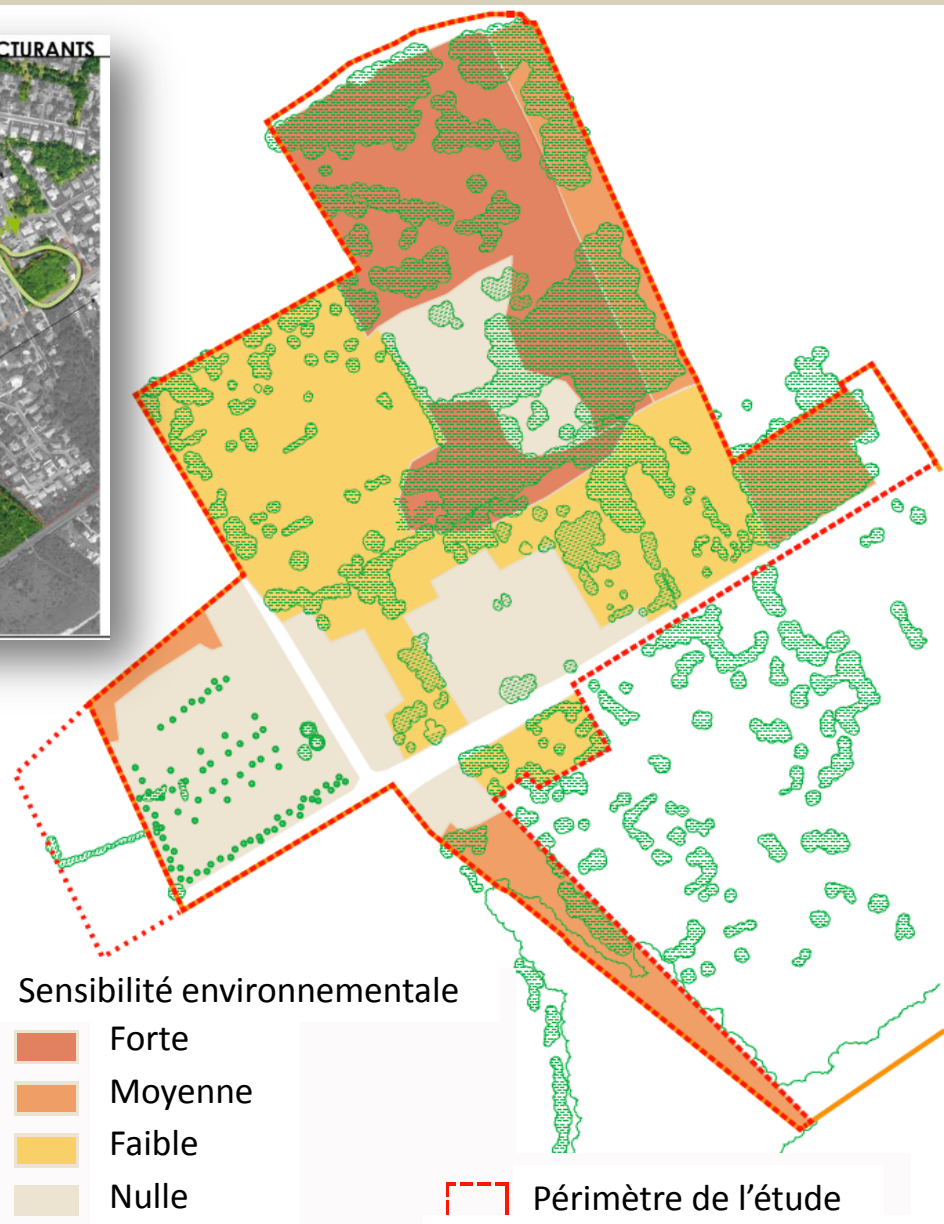 CTURANTS
Sensibilité environnementale
Forte
Moyenne
Faible
Nulle
Périmètre de l'étude